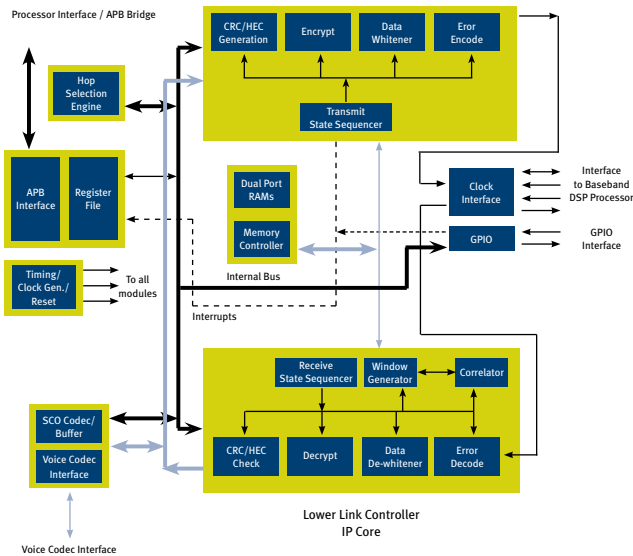 Processor Interface / APB Bridge
CRC/HEC
Generation
Encrypt
Data
Whitener
Eror
Encode
Hop
Selection
Engine
Transmit
State Sequencer
APB
Interface
Register
File
Dual Port
RAMs
Memory
Controller
Clock
Interface
Interface
to Baseband
DSP Processor
GPIO
GPIO
Interface
Timing/
Clock Gen./
Reset
To all
modules
Internal Bus
Interrupts
Receive
State Sequencer
Window
Generator
Correlator
SCO Codec/
Buffer
Voice Codec
Interface
CRC/HEC
Check
Decrypt
Data
De-whitener
Error
Decode
Lower Link Controller
IP Core
Voice Codec Interface